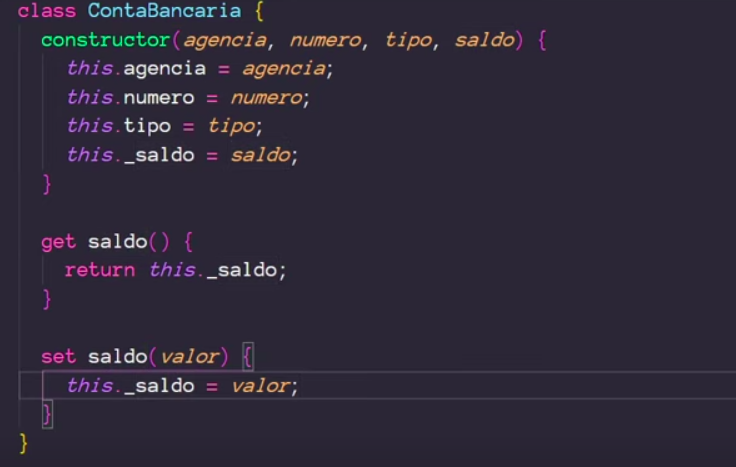 class ContaBancaria {
constructor(agencia, numero, tipo, saldo) {
this.agencia = agencia;
this.numero = numero;
this.tipo = tipo;
this._saldo = saldo;
}
get saldo() {
return this._saldo;
}
set saldo(valor) {
this._saldo = valor;
}
}